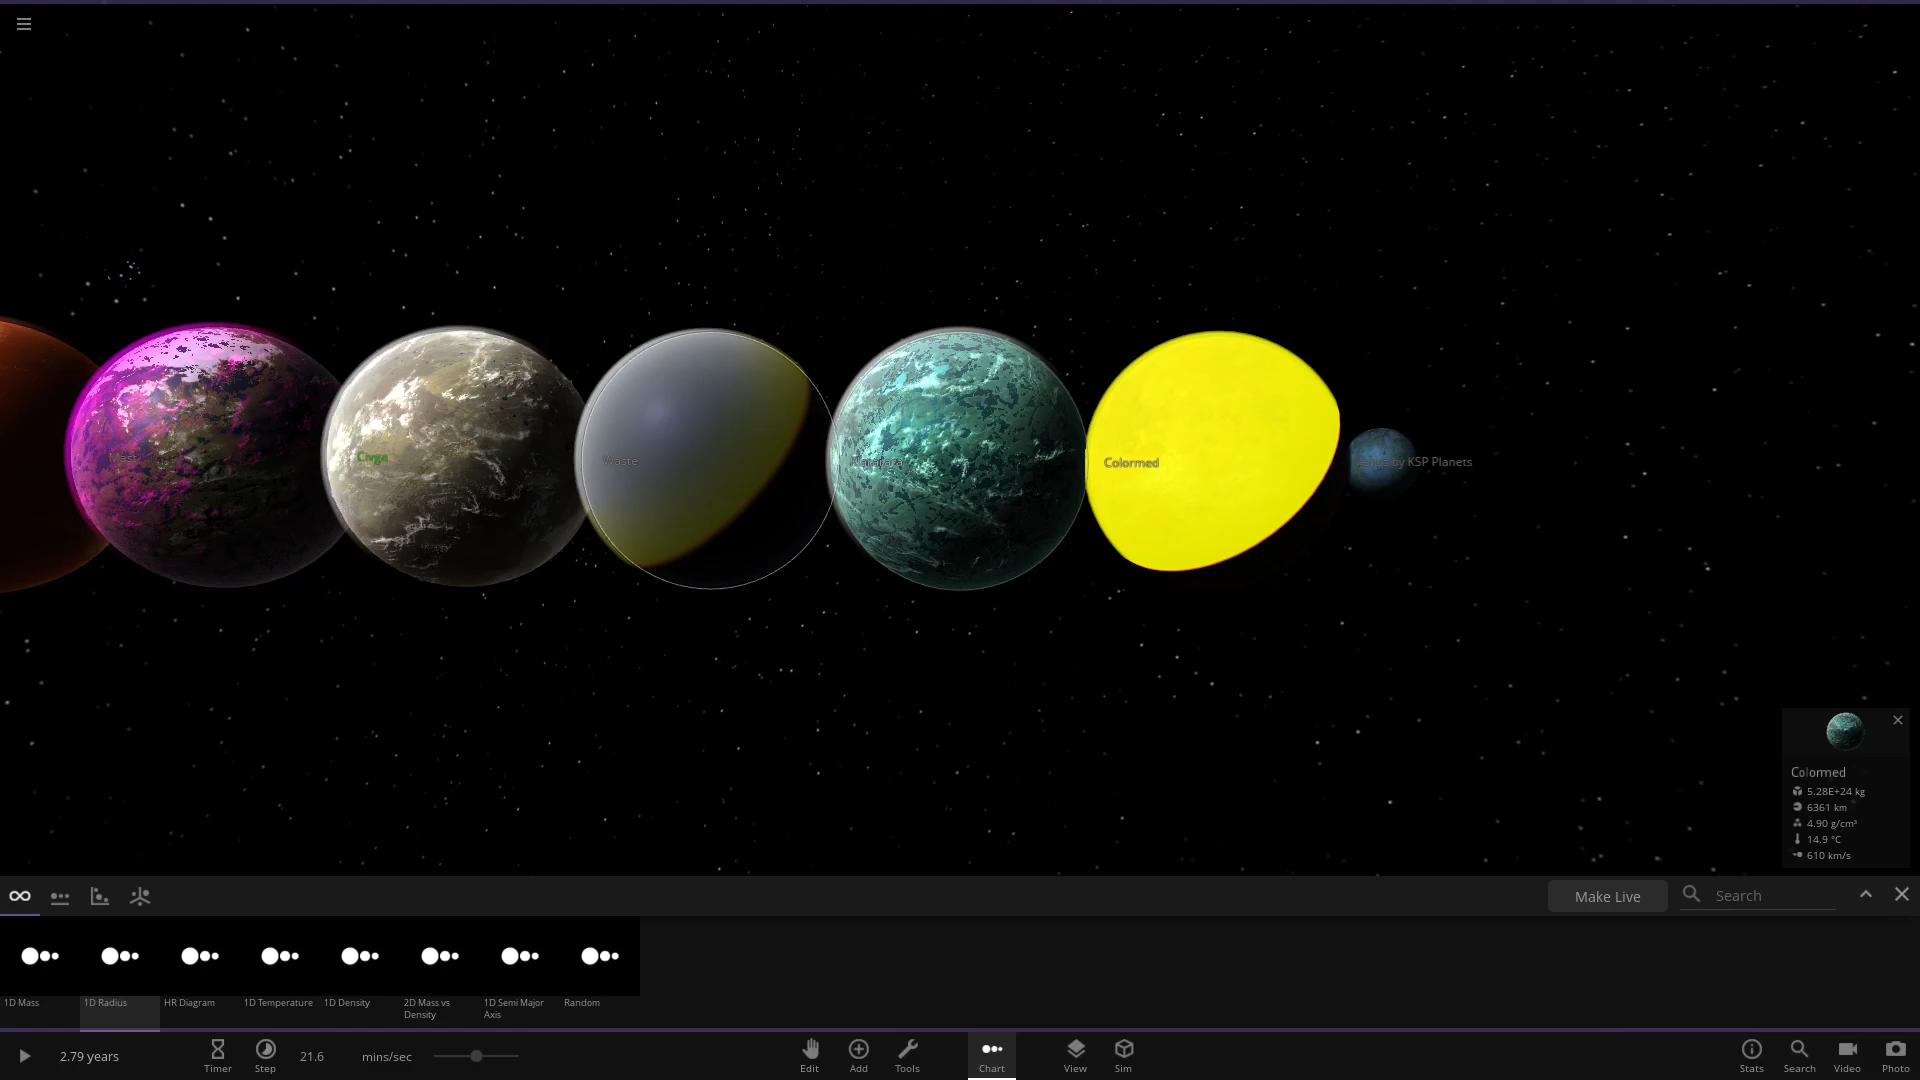 Civga
Waste
Colormed
by KSP Planets
Colormed
5.28E+24 kg
6361 km
4.90 g/cm³
14.9 °C
610 km/s
Make Live
Search
1D Mass
1D Radius
HR Diagram
1D Temperature
1D Density
2D Mass vs
Density
1D Semi Major
Axis
Random
2.79 years
Timer
Step
21.6
mins/sec
Edit
Add
Tools
Chart
View
Sim
Stats
Search
Video
Photo